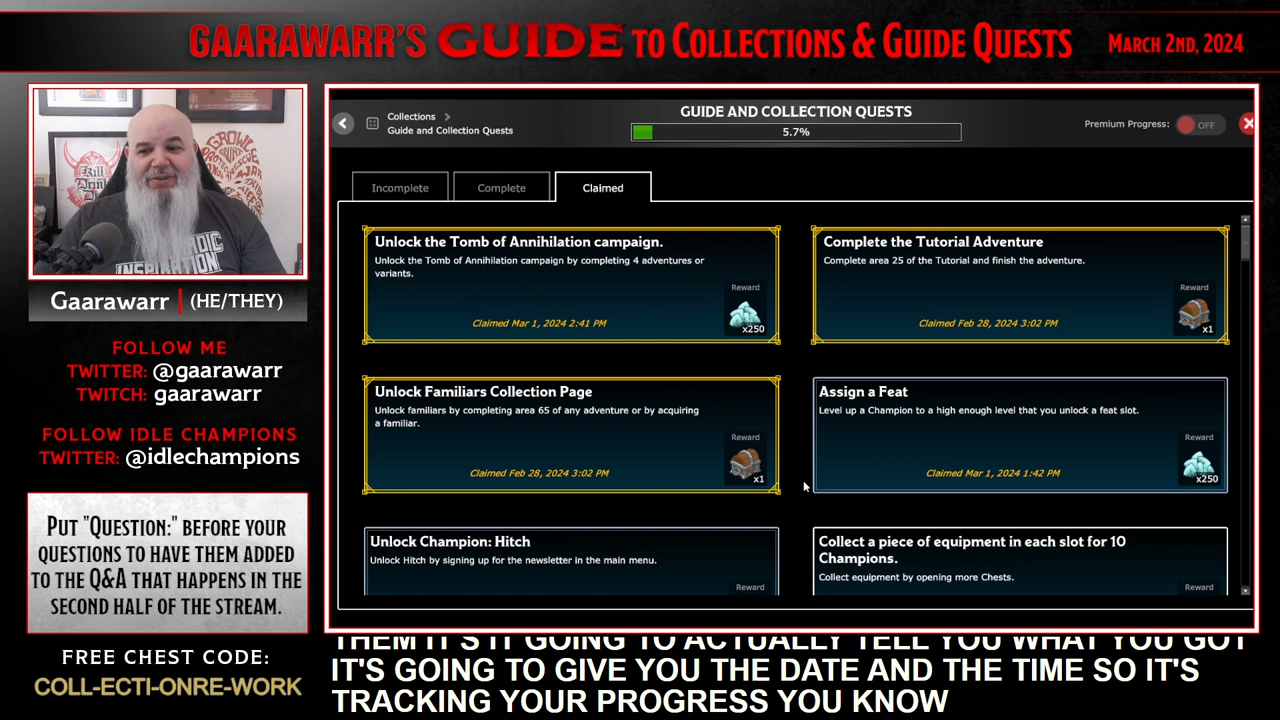 GAARAWARR'S GUIDE TO COLLECTIONS & GUIDE QUESTS
MARCH 2ND, 2024
Gaarawarr | (HE/THEY)
FOLLOW ME
TWITTER: @gaarawarr
TWITCH: gaarawarr
FOLLOW IDLE CHAMPIONS
TWITTER: @idlechampions
PUT "QUESTION:" BEFORE YOUR
QUESTIONS TO HAVE THEM ADDED
TO THE Q&A THAT HAPPENS IN THE
SECOND HALF OF THE STREAM.
FREE CHEST CODE:
COLL-ECTI-ONRE-WORK
Collections >
Guide and Collection Quests
GUIDE AND COLLECTION QUESTS
5.7%
Premium Progress: OFF
Incomplete
Complete
Claimed
Unlock the Tomb of Annihilation campaign.
Unlock the Tomb of Annihilation campaign by completing 4 adventures or
variants.
Reward
Claimed Mar 1, 2024 2:41 PM
x250
Complete the Tutorial Adventure
Complete area 25 of the Tutorial and finish the adventure.
Reward
Claimed Feb 28, 2024 3:02 PM
x1
Unlock Familiars Collection Page
Unlock familiars by completing area 65 of any adventure or by acquiring
a familiar.
Reward
Claimed Feb 28, 2024 3:02 PM
x1
Assign a Feat
Level up a Champion to a high enough level that you unlock a feat slot.
Reward
Claimed Mar 1, 2024 1:42 PM
x250
Unlock Champion: Hitch
Unlock Hitch by signing up for the newsletter in the main menu.
Reward
Collect a piece of equipment in each slot for 10
Champions.
Collect equipment by opening more Chests.
Reward
THEM IT'S IT GOING TO ACTUALLY TELL YOU WHAT YOU GOT
IT'S GOING TO GIVE YOU THE DATE AND THE TIME SO IT'S
TRACKING YOUR PROGRESS YOU KNOW